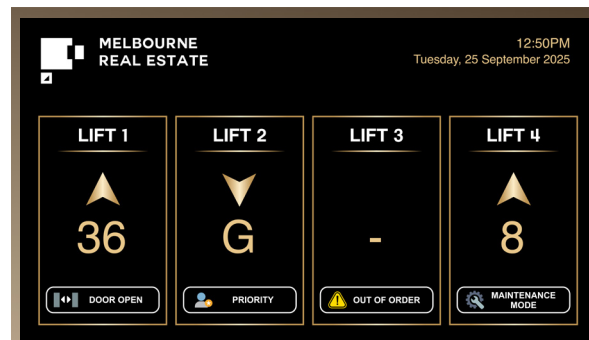 MELBOURNE
REAL ESTATE
12:50PM
Tuesday, 25 September 2025
LIFT 1
36
DOOR OPEN
LIFT 2
G
PRIORITY
LIFT 3
-
OUT OF ORDER
LIFT 4
8
MAINTENANCE
MODE